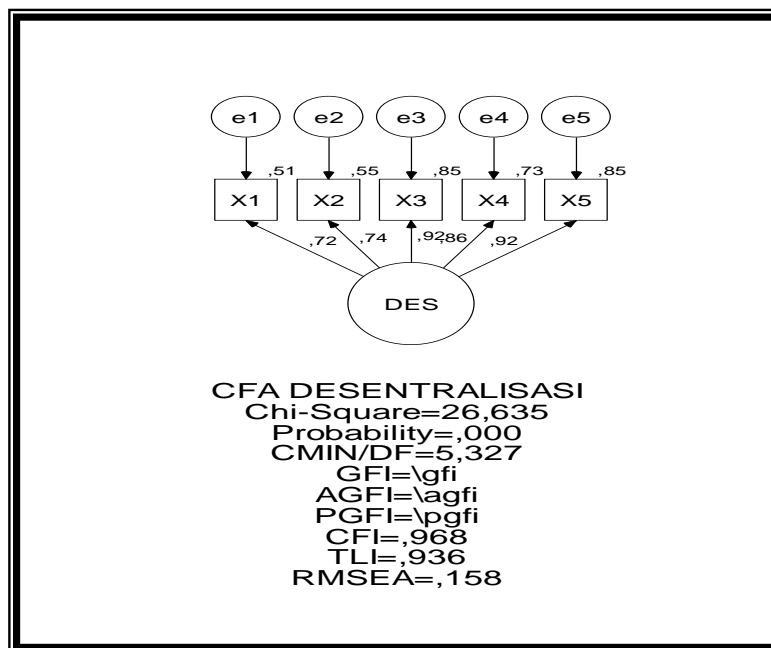 e1 e2 e3 e4 e5
,51 ,55 ,85 ,73 ,85
X1 X2 X3 X4 X5
,72 ,74 ,92 ,86 ,92
DES
CFA DESENTRALISASI
Chi-Square=26,635
Probability=,000
CMIN/DF=5,327
GFI=\gfi
AGFI=\agfi
PGFI=\pgfi
CFI=,968
TLI=,936
RMSEA=,158